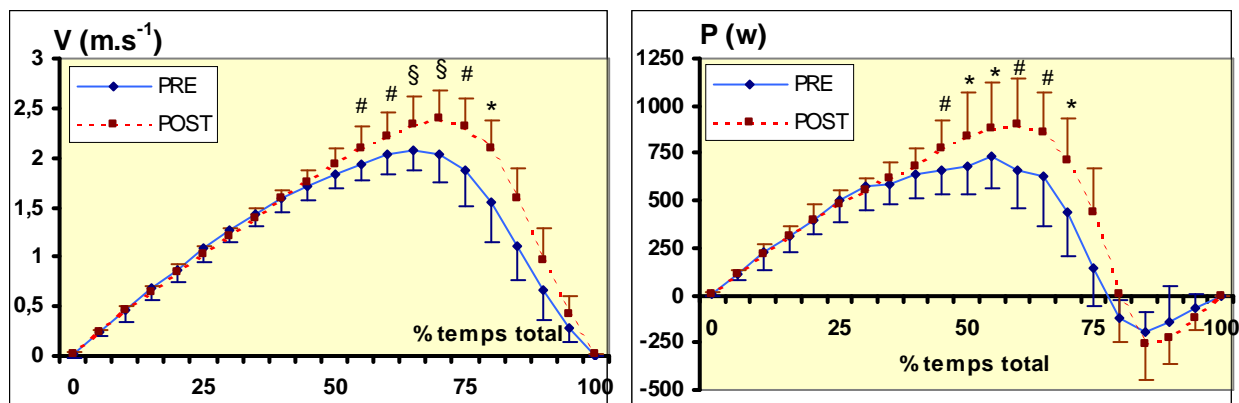 V (m.s-1)
3
2,5
2
1,5
1
0,5
0
PRE
POST
# # § § # *
% temps total
0 25 50 75 100
P (w)
1250
1000
750
500
250
0
-250
-500
PRE
POST
# * * # # *
0 25 50 75 100
% temps total